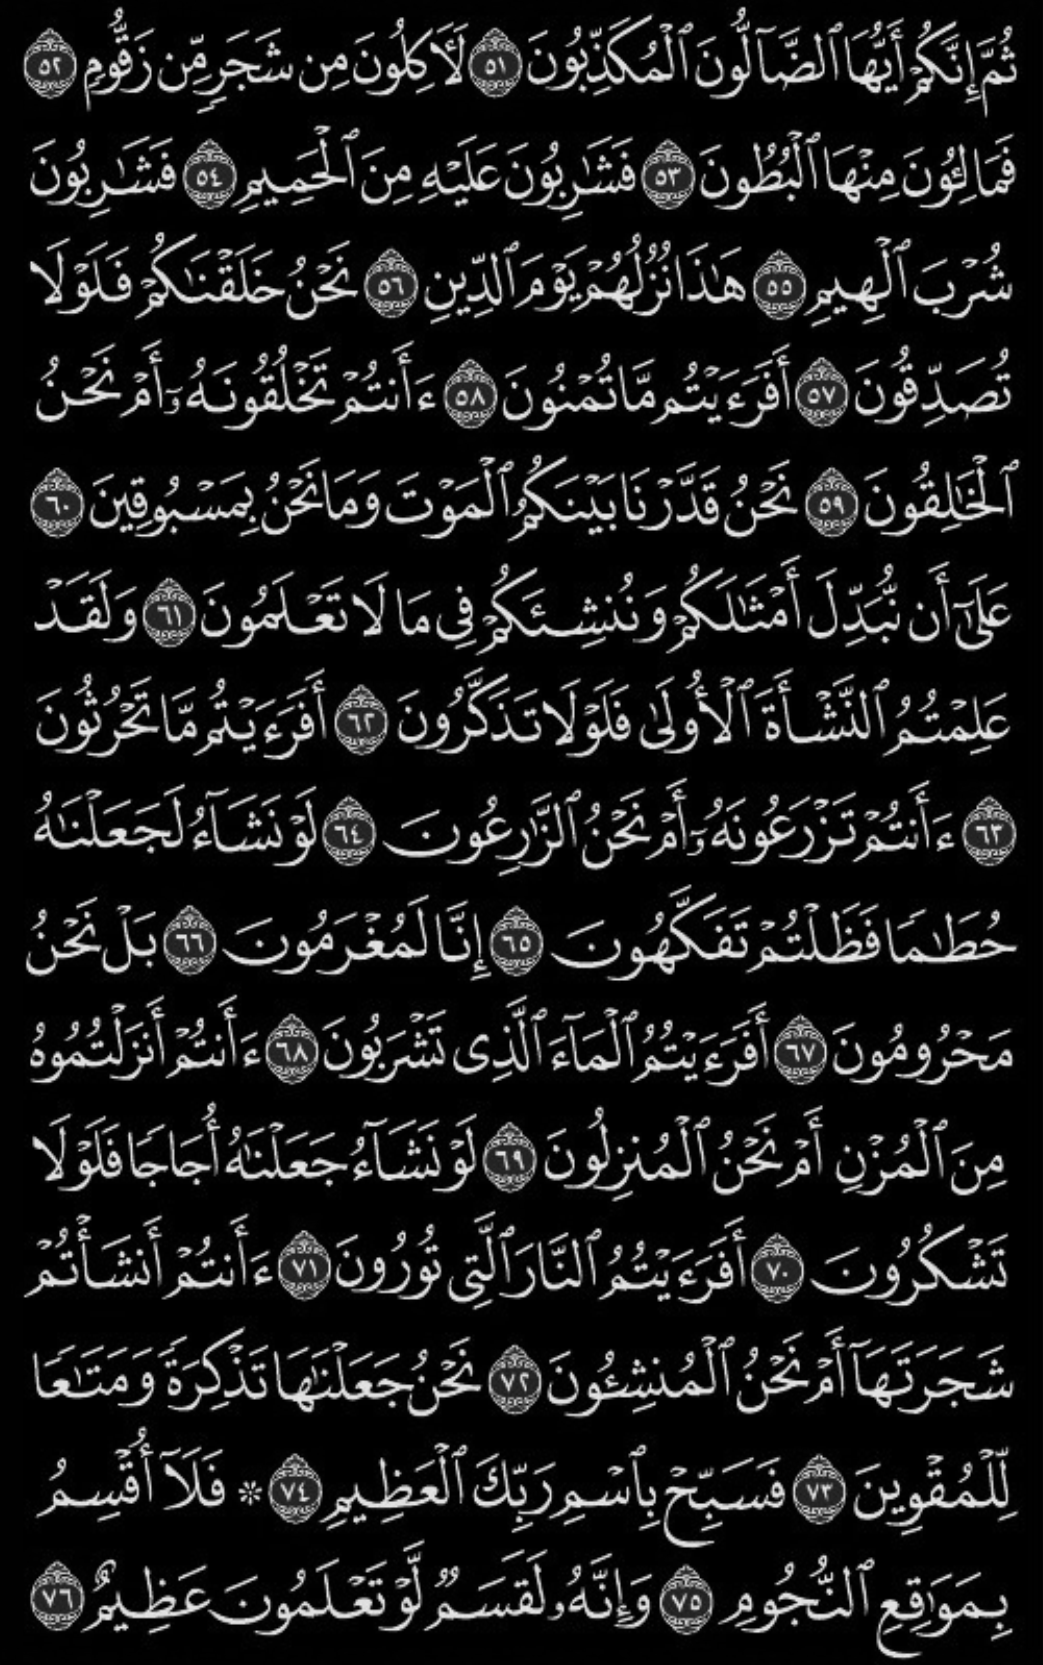 ثُمَّ إِنَّكُمْ أَيُّهَا ٱلضَّآلُّونَ ٱلْمُكَذِّبُونَ ٥١ لَـَٔاكِلُونَ مِن شَجَرٍ مِّن زَقُّومٍ ٥٢
فَمَالِـُٔونَ مِنْهَا ٱلْبُطُونَ ٥٣ فَشَٰرِبُونَ عَلَيْهِ مِنَ ٱلْحَمِيمِ ٥٤ فَشَٰرِبُونَ
شُرْبَ ٱلْهِيمِ ٥٥ هَٰذَا نُزُلُهُمْ يَوْمَ ٱلدِّينِ ٥٦ نَحْنُ خَلَقْنَٰكُمْ فَلَوْلَا
تُصَدِّقُونَ ٥٧ أَفَرَءَيْتُم مَّا تُمْنُونَ ٥٨ ءَأَنتُمْ تَخْلُقُونَهُۥٓ أَمْ نَحْنُ
ٱلْخَٰلِقُونَ ٥٩ نَحْنُ قَدَّرْنَا بَيْنَكُمُ ٱلْمَوْتَ وَمَا نَحْنُ بِمَسْبُوقِينَ ٦٠
عَلَىٰٓ أَن نُّبَدِّلَ أَمْثَٰلَكُمْ وَنُنشِئَكُمْ فِى مَا لَا تَعْلَمُونَ ٦١ وَلَقَدْ
عَلِمْتُمُ ٱلنَّشْأَةَ ٱلْأُولَىٰ فَلَوْلَا تَذَكَّرُونَ ٦٢ أَفَرَءَيْتُم مَّا تَحْرُثُونَ
٦٣ ءَأَنتُمْ تَزْرَعُونَهُۥٓ أَمْ نَحْنُ ٱلزَّٰرِعُونَ ٦٤ لَوْ نَشَآءُ لَجَعَلْنَٰهُ
حُطَٰمًا فَظَلْتُمْ تَفَكَّهُونَ ٦٥ إِنَّا لَمُغْرَمُونَ ٦٦ بَلْ نَحْنُ
مَحْرُومُونَ ٦٧ أَفَرَءَيْتُمُ ٱلْمَآءَ ٱلَّذِى تَشْرَبُونَ ٦٨ ءَأَنتُمْ أَنزَلْتُمُوهُ
مِنَ ٱلْمُزْنِ أَمْ نَحْنُ ٱلْمُنزِلُونَ ٦٩ لَوْ نَشَآءُ جَعَلْنَٰهُ أُجَاجًا فَلَوْلَا
تَشْكُرُونَ ٧٠ أَفَرَءَيْتُمُ ٱلنَّارَ ٱلَّتِى تُورُونَ ٧١ ءَأَنتُمْ أَنشَأْتُمْ
شَجَرَتَهَآ أَمْ نَحْنُ ٱلْمُنشِـُٔونَ ٧٢ نَحْنُ جَعَلْنَٰهَا تَذْكِرَةً وَمَتَٰعًا
لِّلْمُقْوِينَ ٧٣ فَسَبِّحْ بِٱسْمِ رَبِّكَ ٱلْعَظِيمِ ٧٤ ۞ فَلَآ أُقْسِمُ
بِمَوَٰقِعِ ٱلنُّجُومِ ٧٥ وَإِنَّهُۥ لَقَسَمٌ لَّوْ تَعْلَمُونَ عَظِيمٌ ٧٦